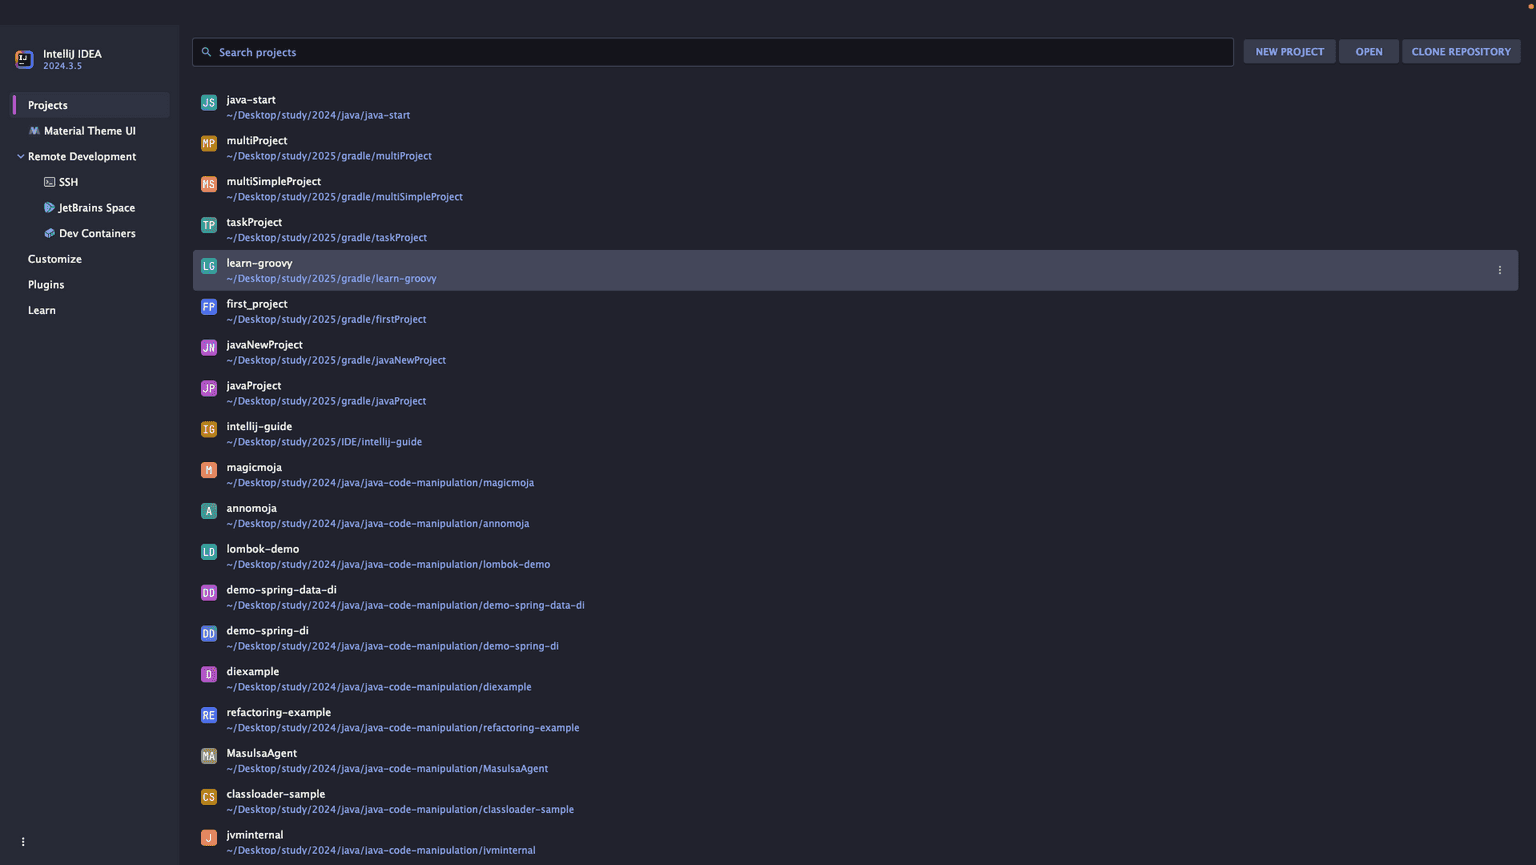 IntelliJ IDEA
2024.3.5
Projects
Material Theme UI
Remote Development
SSH
JetBrains Space
Dev Containers
Customize
Plugins
Learn
Search projects
NEW PROJECT
OPEN
CLONE REPOSITORY
JS java-start
~/Desktop/study/2024/java/java-start
MP multiProject
~/Desktop/study/2025/gradle/multiProject
MS multiSimpleProject
~/Desktop/study/2025/gradle/multiSimpleProject
TP taskProject
~/Desktop/study/2025/gradle/taskProject
LG learn-groovy
~/Desktop/study/2025/gradle/learn-groovy
FP first_project
~/Desktop/study/2025/gradle/firstProject
JN javaNewProject
~/Desktop/study/2025/gradle/javaNewProject
JP javaProject
~/Desktop/study/2025/gradle/javaProject
IG intellij-guide
~/Desktop/study/2025/IDE/intellij-guide
M magicmoja
~/Desktop/study/2024/java/java-code-manipulation/magicmoja
A annomoja
~/Desktop/study/2024/java/java-code-manipulation/annomoja
LD lombok-demo
~/Desktop/study/2024/java/java-code-manipulation/lombok-demo
DD demo-spring-data-di
~/Desktop/study/2024/java/java-code-manipulation/demo-spring-data-di
DD demo-spring-di
~/Desktop/study/2024/java/java-code-manipulation/demo-spring-di
D diexample
~/Desktop/study/2024/java/java-code-manipulation/diexample
RE refactoring-example
~/Desktop/study/2024/java/java-code-manipulation/refactoring-example
MA MasulsaAgent
~/Desktop/study/2024/java/java-code-manipulation/MasulsaAgent
CS classloader-sample
~/Desktop/study/2024/java/java-code-manipulation/classloader-sample
J jvminternal
~/Desktop/study/2024/java/java-code-manipulation/jvminternal